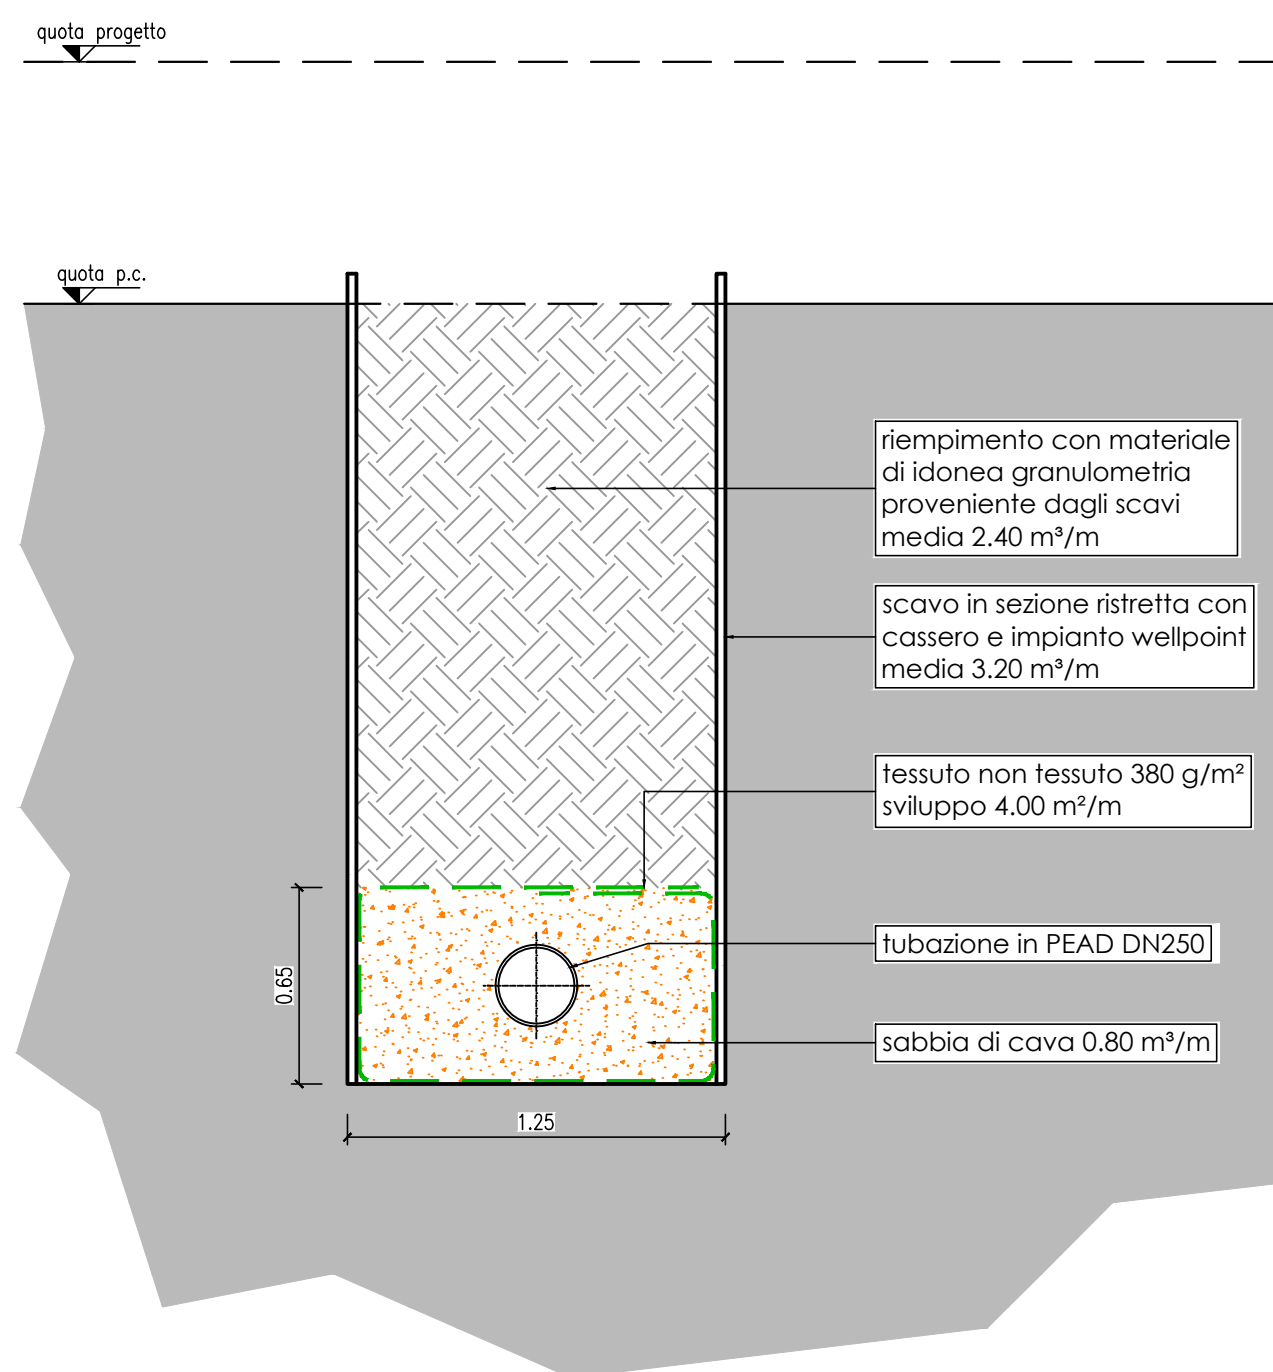 quota progetto
quota p.c.
riempimento con materiale
di idonea granulometria
proveniente dagli scavi
media 2.40 m³/m
scavo in sezione ristretta con
cassero e impianto wellpoint
media 3.20 m³/m
tessuto non tessuto 380 g/m²
sviluppo 4.00 m²/m
tubazione in PEAD DN250
0.65
sabbia di cava 0.80 m³/m
1.25